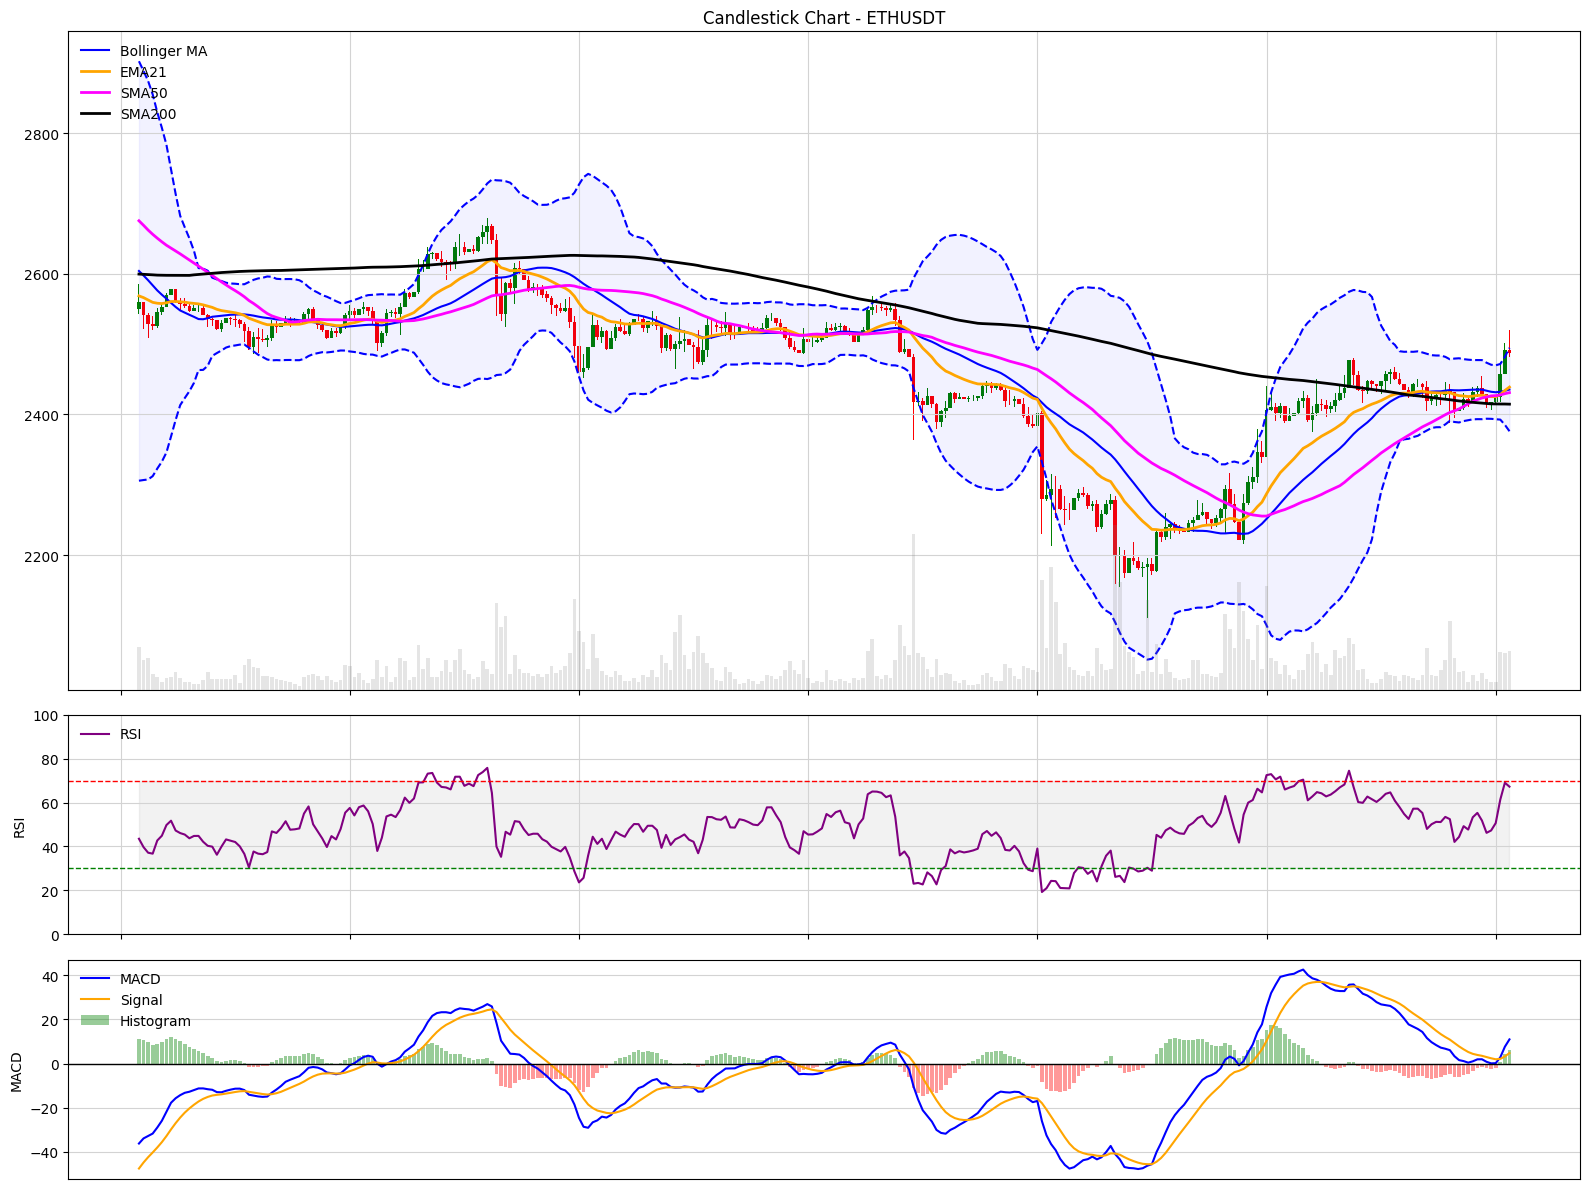 Candlestick Chart - ETHUSDT
Bollinger MA
EMA21
SMA50
SMA200
2800
2600
2400
2200
RSI
100
80
60
40
20
0
RSI
MACD
Signal
Histogram
40
20
0
−20
−40
MACD